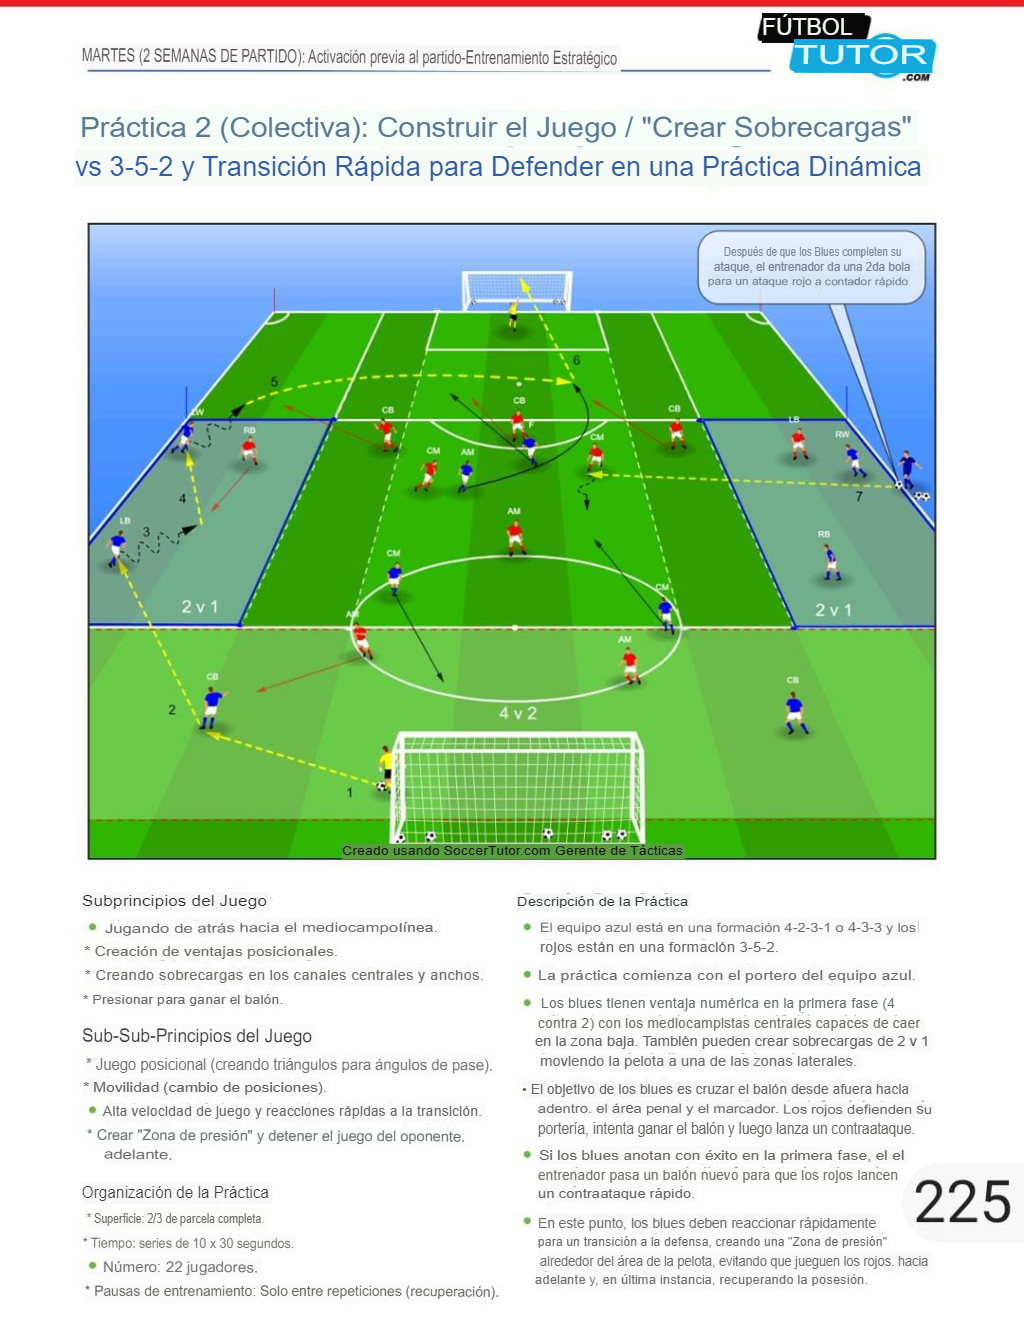 MARTES (2 SEMANAS DE PARTIDO): Activación previa al partido-Entrenamiento Estratégico
FÚTBOL
TUTOR
.COM
Práctica 2 (Colectiva): Construir el Juego / "Crear Sobrecargas"
vs 3-5-2 y Transición Rápida para Defender en una Práctica Dinámica
Después de que los Blues completen su
ataque, el entrenador da una 2da bola
para un ataque rojo a contador rápido
6
5
LW
RB
CB
CB
F
CB
CM
AM
CM
LB
RW
4
7
LB
3
AM
RB
CM
CM
2 v 1
2 v 1
AM
AM
CB
CB
2
4 v 2
1
Creado usando SoccerTutor.com Gerente de Tácticas
Subprincipios del Juego
• Jugando de atrás hacia el mediocampolínea.
* Creación de ventajas posicionales.
* Creando sobrecargas en los canales centrales y anchos.
* Presionar para ganar el balón.
Sub-Sub-Principios del Juego
* Juego posicional (creando triángulos para ángulos de pase).
* Movilidad (cambio de posiciones).
• Alta velocidad de juego y reacciones rápidas a la transición.
* Crear "Zona de presión" y detener el juego del oponente.
adelante.
Organización de la Práctica
* Superficie: 2/3 de parcela completa.
* Tiempo: series de 10 x 30 segundos.
• Número: 22 jugadores.
* Pausas de entrenamiento: Solo entre repeticiones (recuperación).
Descripción de la Práctica
• El equipo azul está en una formación 4-2-3-1 o 4-3-3 y los
rojos están en una formación 3-5-2.
• La práctica comienza con el portero del equipo azul.
• Los blues tienen ventaja numérica en la primera fase (4
contra 2) con los mediocampistas centrales capaces de caer
en la zona baja. También pueden crear sobrecargas de 2 v 1
moviendo la pelota a una de las zonas laterales.
• El objetivo de los blues es cruzar el balón desde afuera hacia
adentro. el área penal y el marcador. Los rojos defienden su
portería, intenta ganar el balón y luego lanza un contraataque.
• Si los blues anotan con éxito en la primera fase, el el
entrenador pasa un balón nuevo para que los rojos lancen
un contraataque rápido.
• En este punto, los blues deben reaccionar rápidamente
para un transición a la defensa, creando una "Zona de presión"
alrededor del área de la pelota, evitando que jueguen los rojos. hacia
adelante y, en última instancia, recuperando la posesión.
225